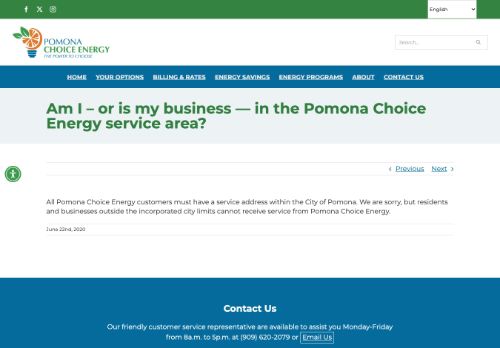 English
POMONA
CHOICE ENERGY
THE POWER TO CHOOSE
Search...
HOME YOUR OPTIONS BILLING & RATES ENERGY SAVINGS ENERGY PROGRAMS ABOUT CONTACT US
Am I – or is my business — in the Pomona Choice
Energy service area?
Previous Next
All Pomona Choice Energy customers must have a service address within the City of Pomona. We are sorry, but residents
and businesses outside the incorporated city limits cannot receive service from Pomona Choice Energy.
June 22nd, 2020
Contact Us
Our friendly customer service representative are available to assist you Monday-Friday
from 8a.m. to 5p.m. at (909) 620-2079 or Email Us